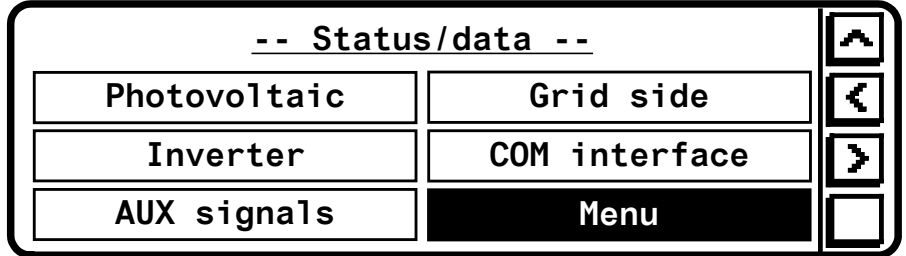 -- Status/data --
Photovoltaic Grid side
Inverter COM interface
AUX signals Menu